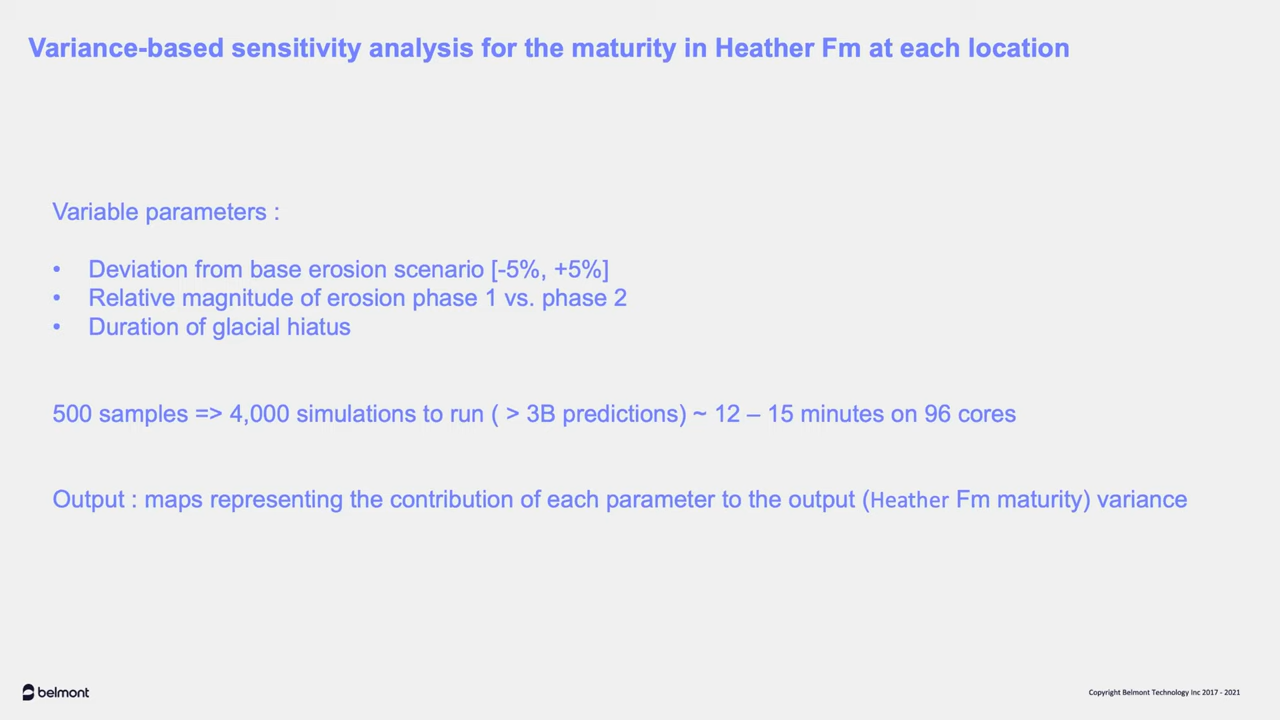 Variance-based sensitivity analysis for the maturity in Heather Fm at each location
Variable parameters :
• Deviation from base erosion scenario [-5%, +5%]
• Relative magnitude of erosion phase 1 vs. phase 2
• Duration of glacial hiatus
500 samples => 4,000 simulations to run ( > 3B predictions) ~ 12 – 15 minutes on 96 cores
Output : maps representing the contribution of each parameter to the output (Heather Fm maturity) variance
belmont
Copyright Belmont Technology Inc 2017 - 2021